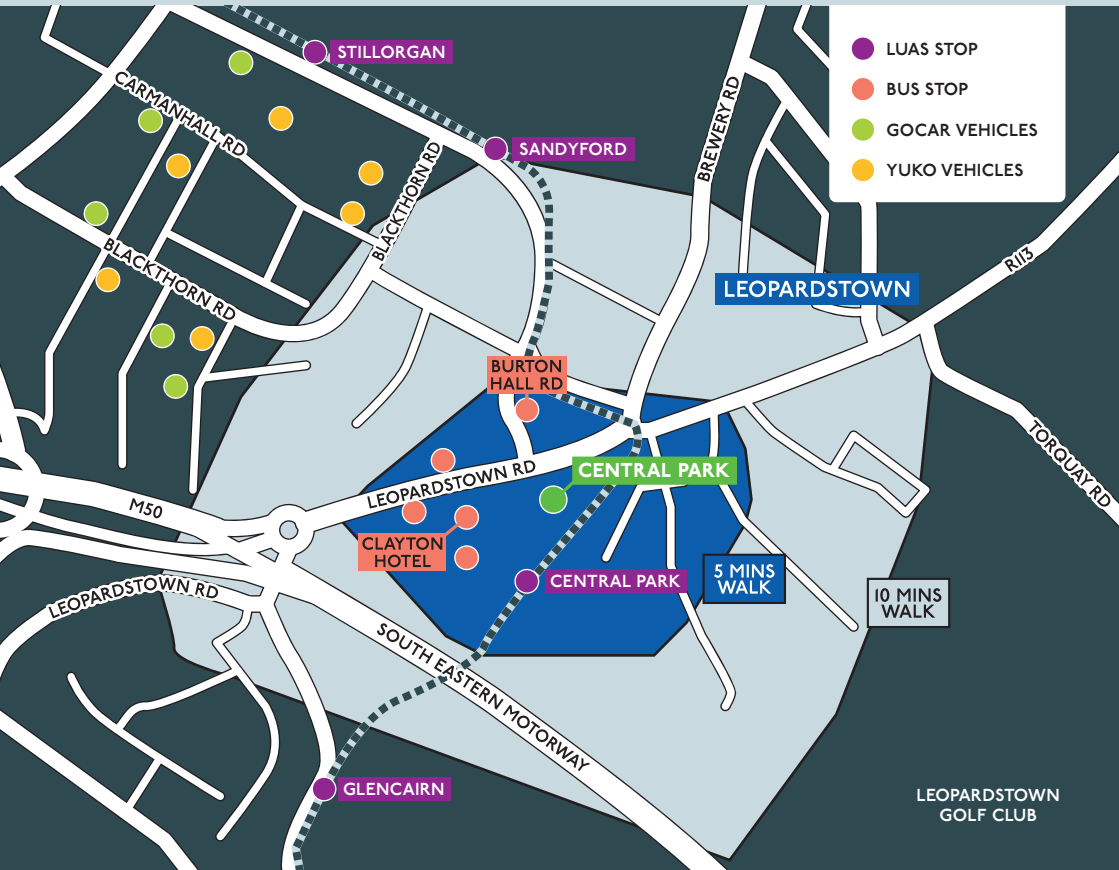 STILLORGAN
LUAS STOP
BUS STOP
GOCAR VEHICLES
YUKO VEHICLES
CARMANHALL RD
SANDYFORD
BREWERY RD
BLACKTHORN RD
BLACKTHORN RD
R113
LEOPARDSTOWN
BURTON
HALL RD
LEOPARDSTOWN RD
CENTRAL PARK
TORQUAY RD
M50
CLAYTON
HOTEL
CENTRAL PARK
5 MINS
WALK
10 MINS
WALK
LEOPARDSTOWN RD
SOUTH EASTERN MOTORWAY
GLENCAIRN
LEOPARDSTOWN
GOLF CLUB